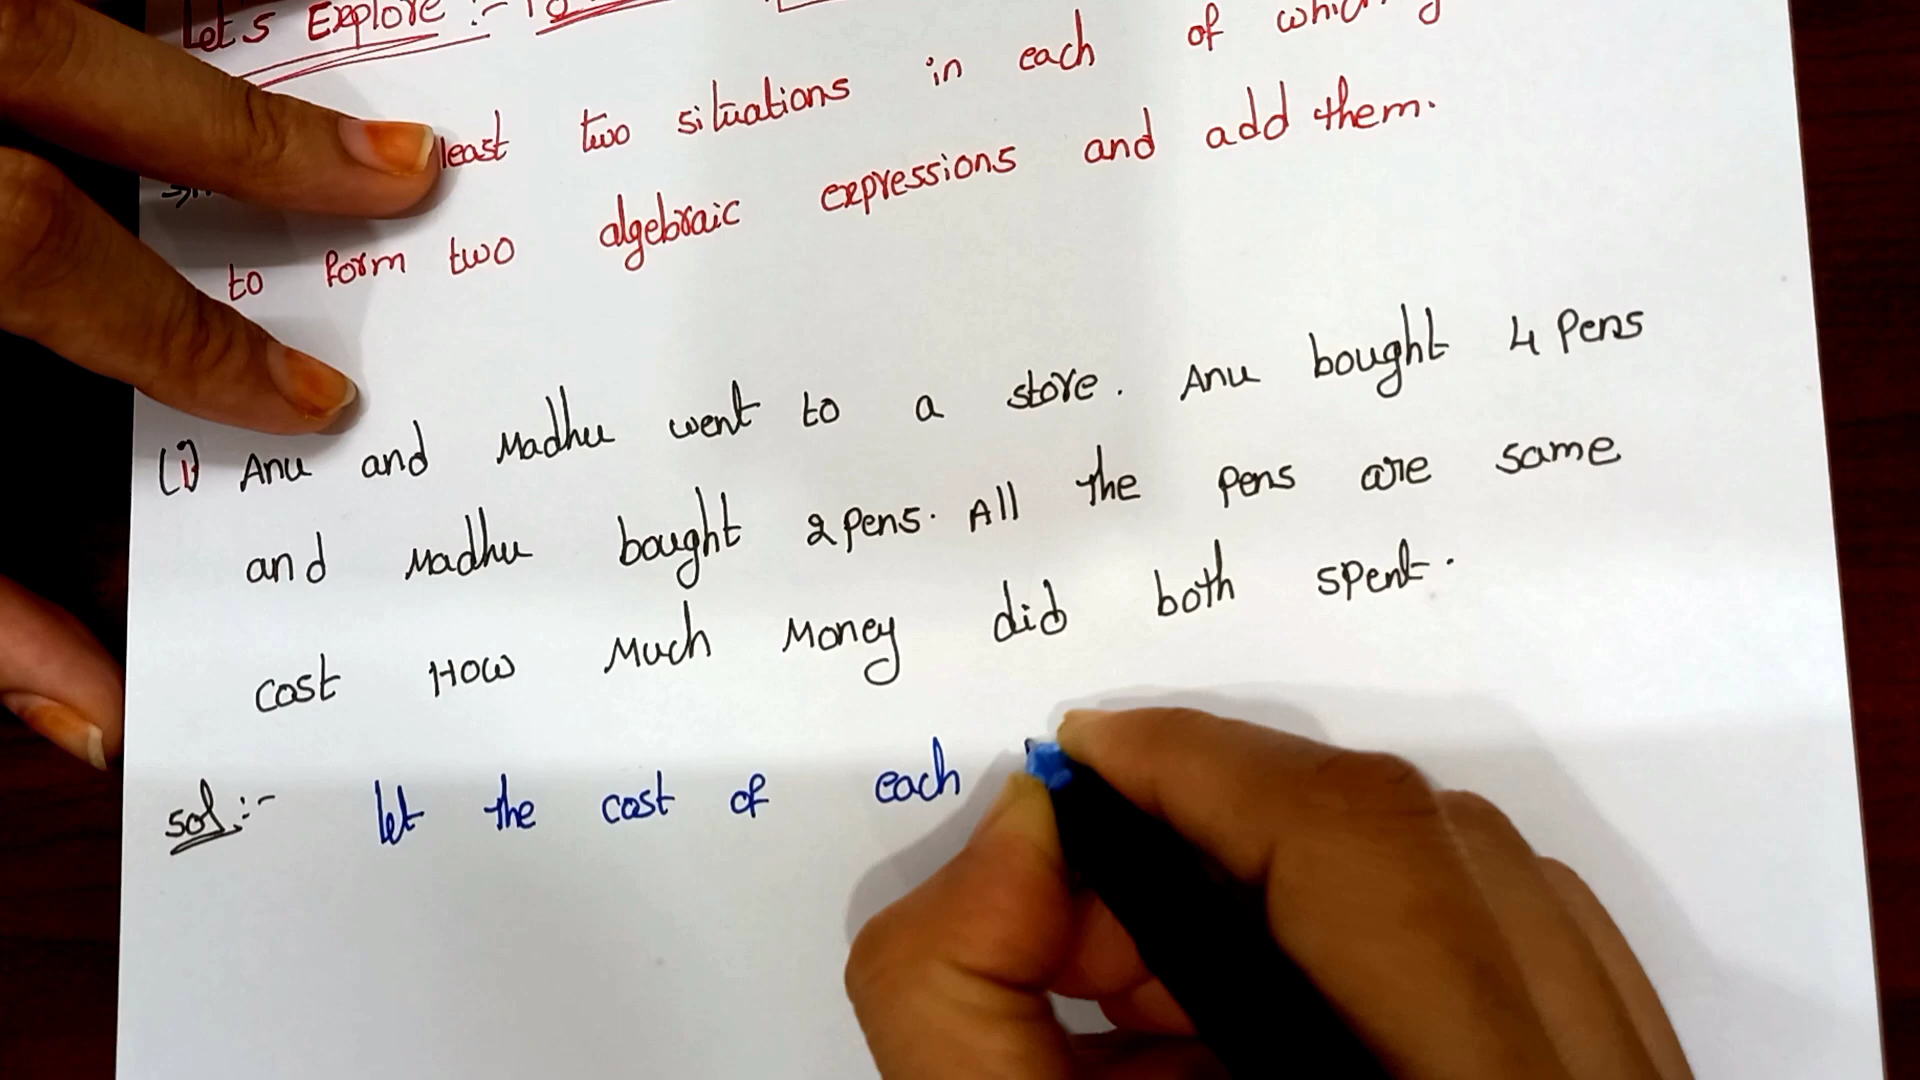 Let's Explore :-
least two situations in each of
to form two algebraic expressions and add them.
(i) Anu and Madhu went to a store. Anu bought 4 Pens
and Madhu bought 2 pens. All the pens are same
cost How Much Money did both spent.
sol:- let the cost of each